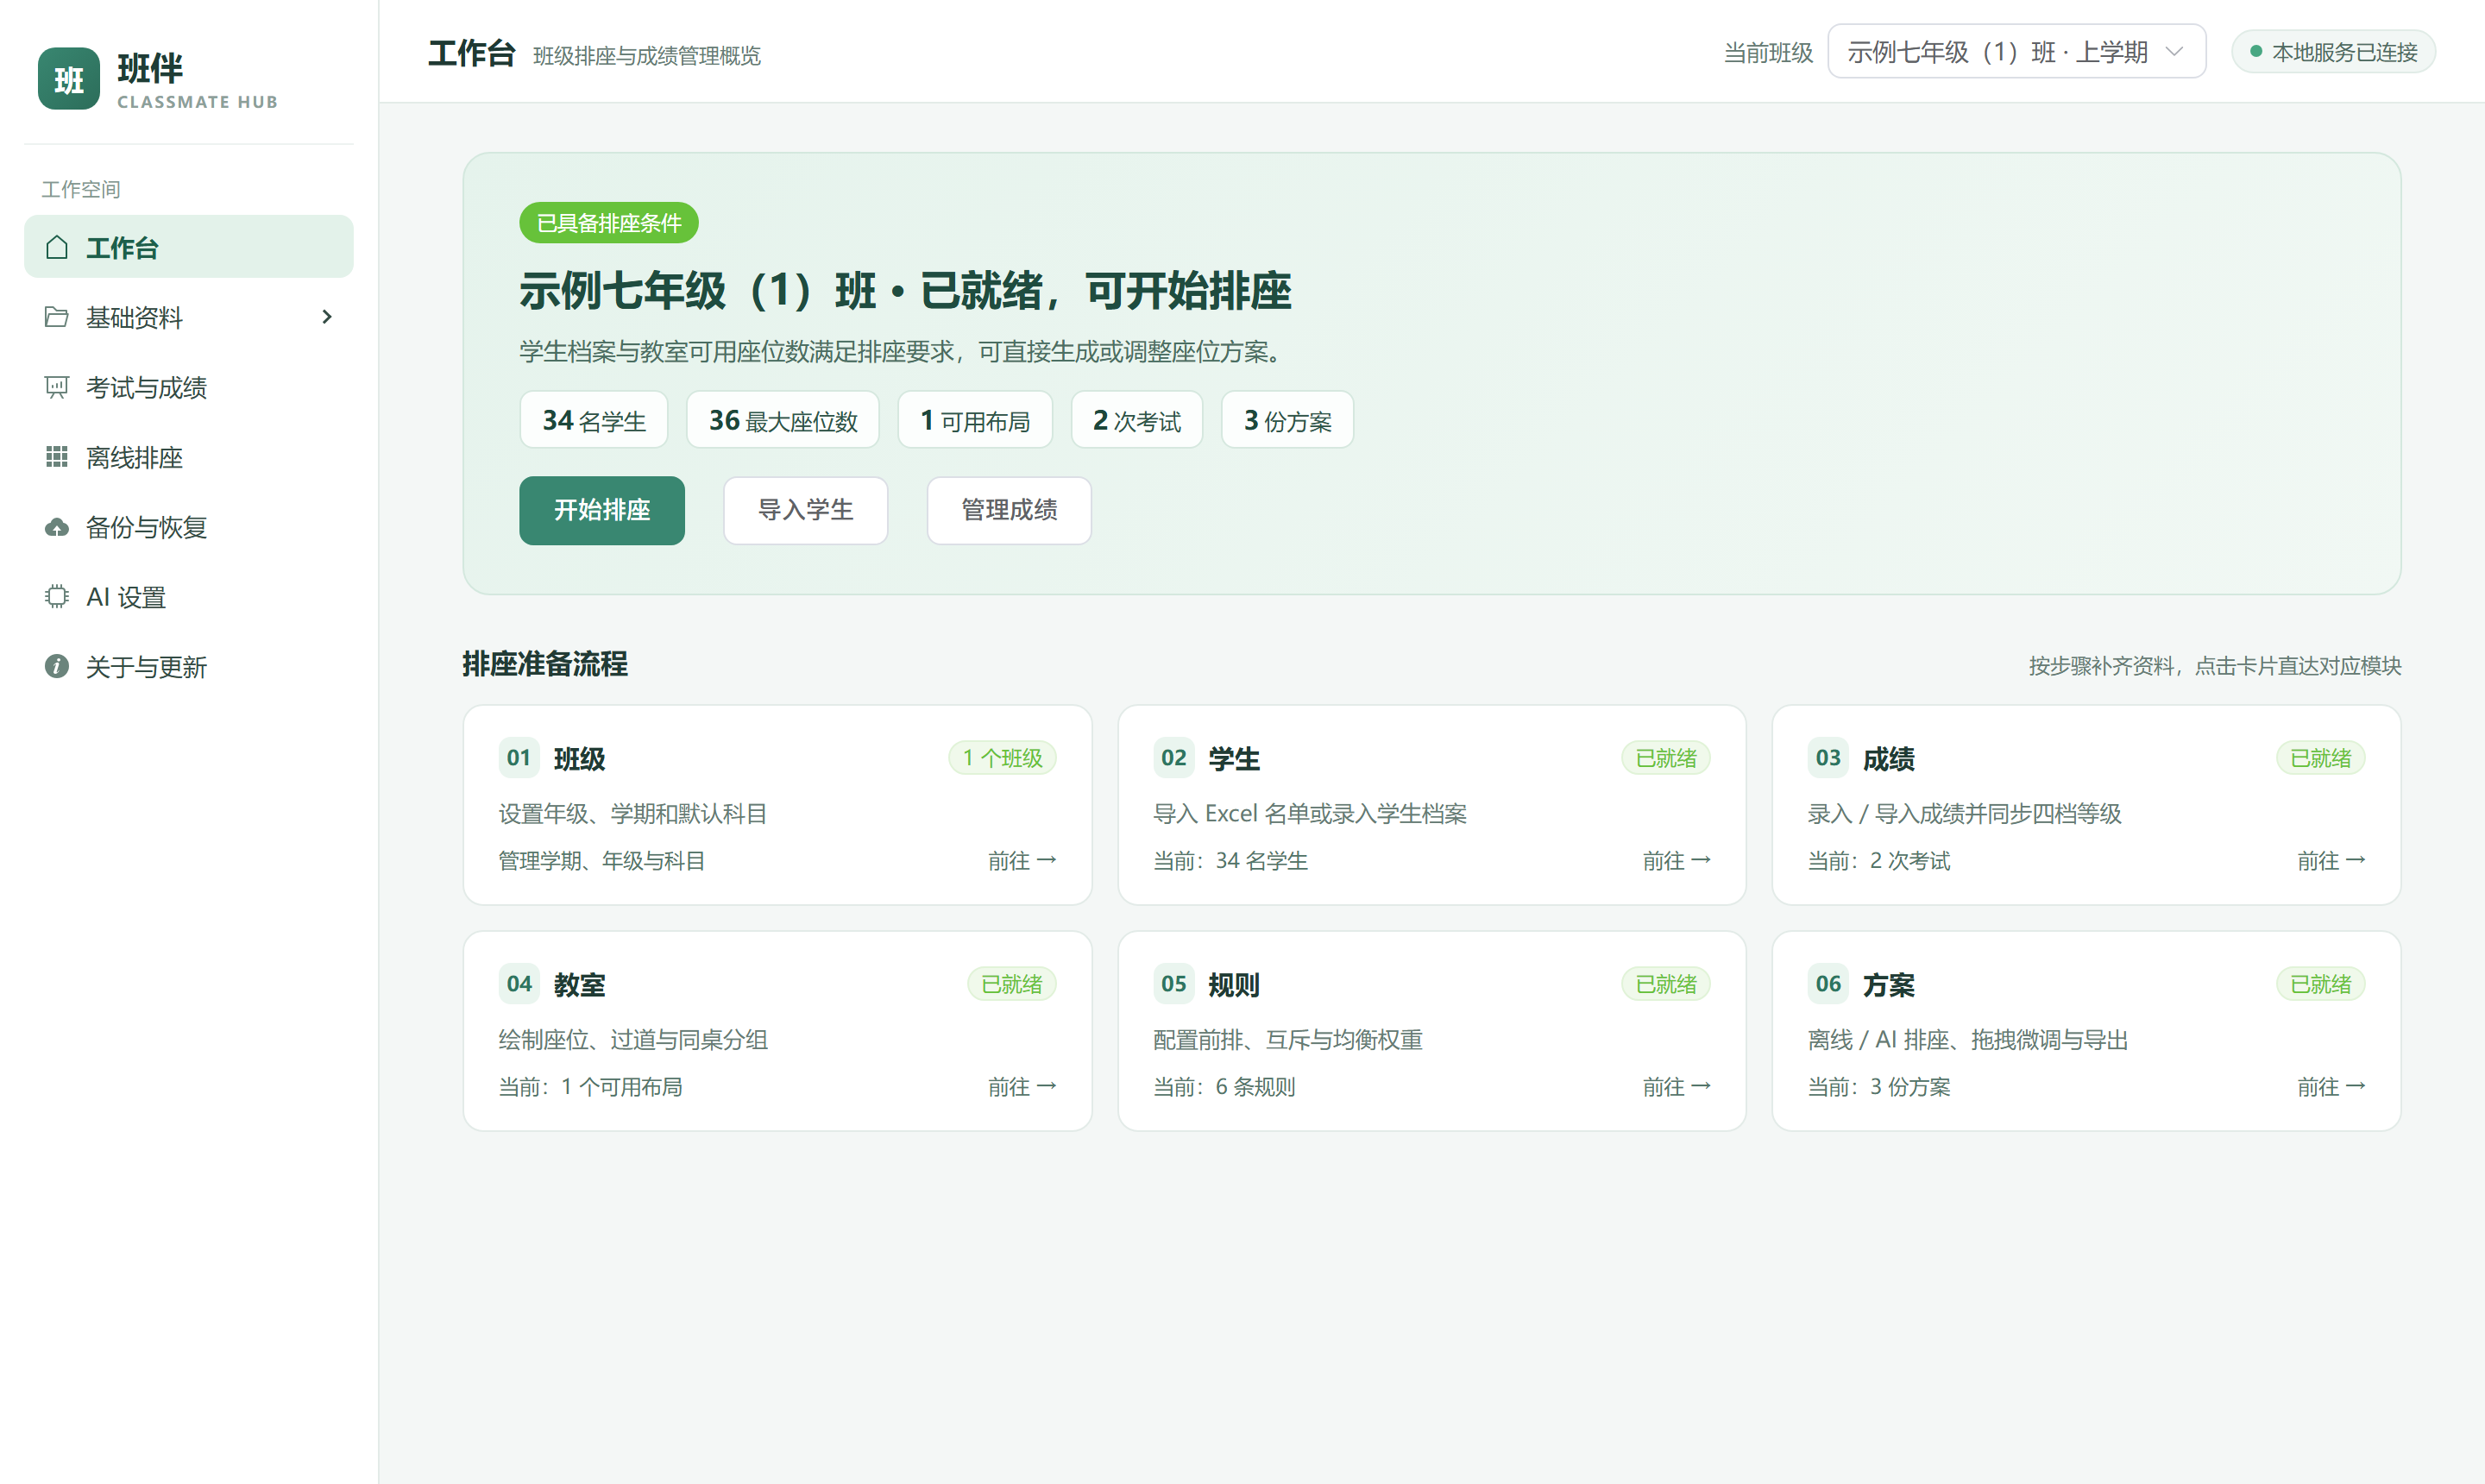 班
班伴
CLASSMATE HUB
工作空间
工作台
基础资料
考试与成绩
离线排座
备份与恢复
AI 设置
关于与更新
工作台 班级排座与成绩管理概览
当前班级 示例七年级（1）班 · 上学期 本地服务已连接
已具备排座条件
示例七年级（1）班 • 已就绪，可开始排座
学生档案与教室可用座位数满足排座要求，可直接生成或调整座位方案。
34 名学生 36 最大座位数 1 可用布局 2 次考试 3 份方案
开始排座 导入学生 管理成绩
排座准备流程 按步骤补齐资料，点击卡片直达对应模块
01 班级 1 个班级
设置年级、学期和默认科目
管理学期、年级与科目 前往 →
02 学生 已就绪
导入 Excel 名单或录入学生档案
当前：34 名学生 前往 →
03 成绩 已就绪
录入 / 导入成绩并同步四档等级
当前：2 次考试 前往 →
04 教室 已就绪
绘制座位、过道与同桌分组
当前：1 个可用布局 前往 →
05 规则 已就绪
配置前排、互斥与均衡权重
当前：6 条规则 前往 →
06 方案 已就绪
离线 / AI 排座、拖拽微调与导出
当前：3 份方案 前往 →